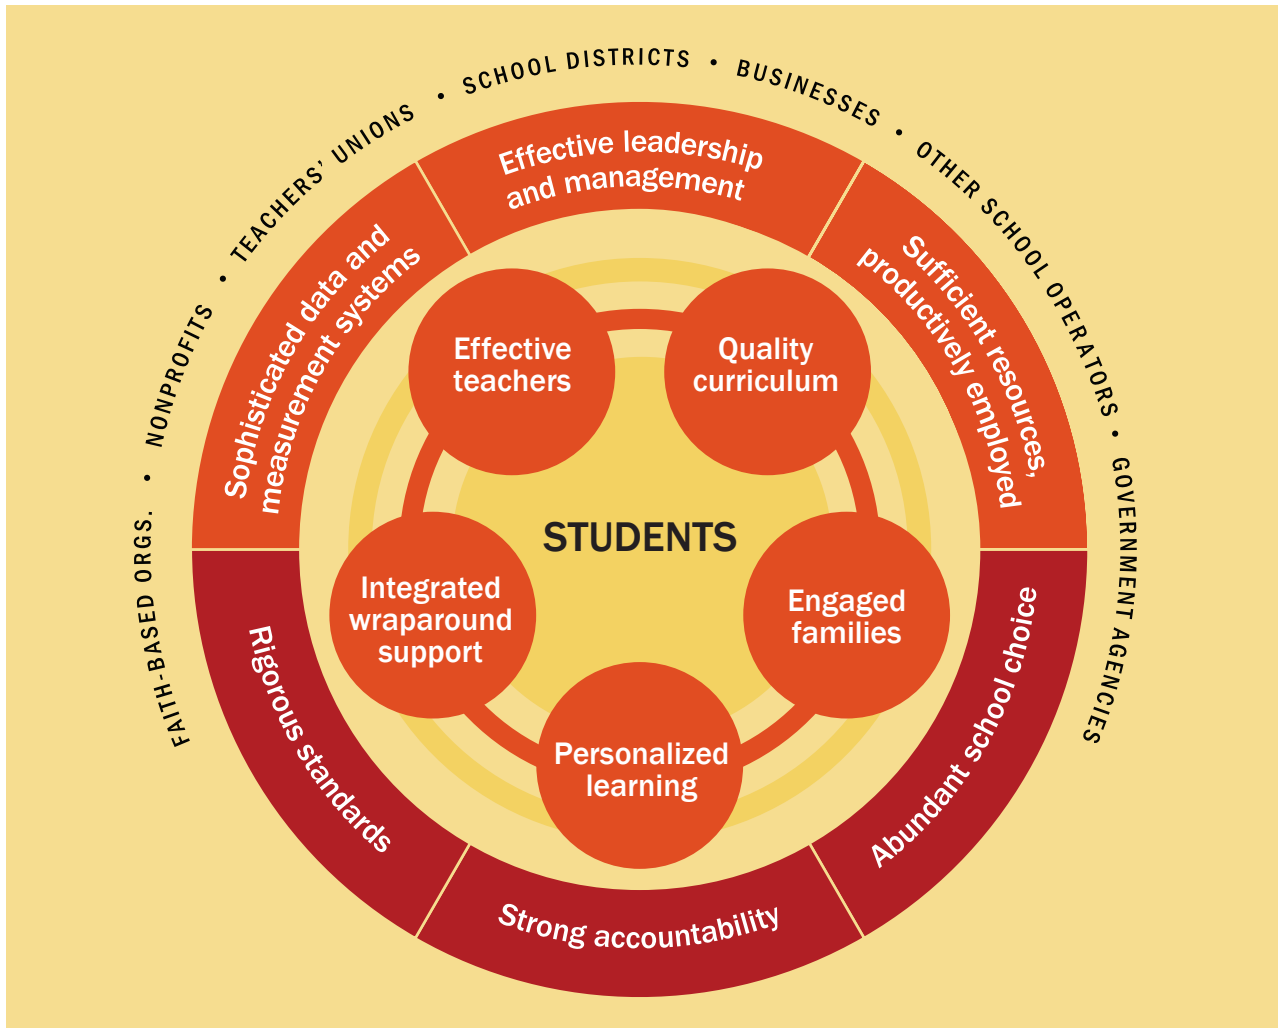 FAITH-BASED ORGS. • NONPROFITS • TEACHERS’ UNIONS • SCHOOL DISTRICTS • BUSINESSES • OTHER SCHOOL OPERATORS • GOVERNMENT AGENCIES
Effective leadership
and management
Sophisticated data and
measurement systems
Sufficient resources,
productively employed
Effective
teachers
Quality
curriculum
STUDENTS
Integrated
wraparound
support
Engaged
families
Personalized
learning
Rigorous standards
Strong accountability
Abundant school choice